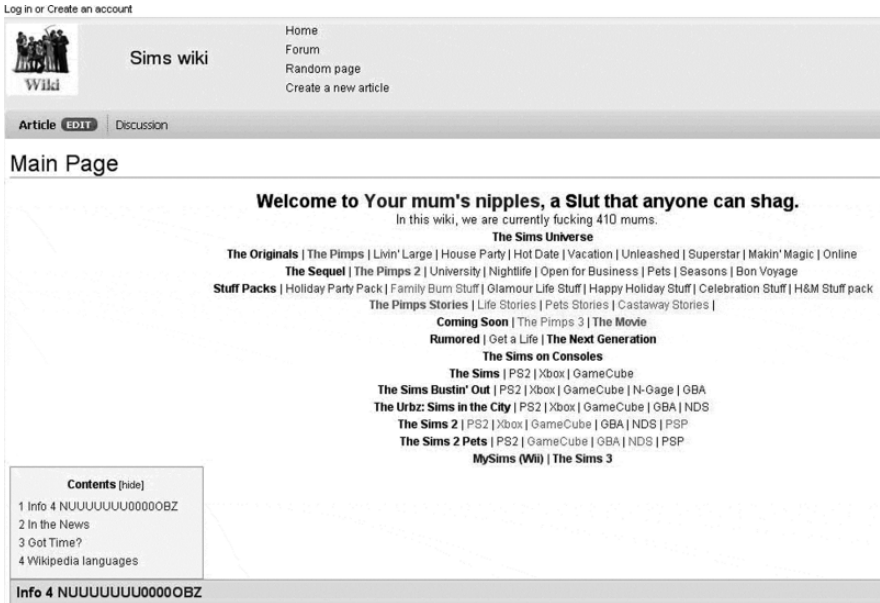 Log in or Create an account
Wiki
Sims wiki
Home
Forum
Random page
Create a new article
Article EDIT Discussion
Main Page
Welcome to Your mum's nipples, a Slut that anyone can shag.
In this wiki, we are currently fucking 410 mums.
The Sims Universe
The Originals | The Pimps | Livin' Large | House Party | Hot Date | Vacation | Unleashed | Superstar | Makin' Magic | Online
The Sequel | The Pimps 2 | University | Nightlife | Open for Business | Pets | Seasons | Bon Voyage
Stuff Packs | Holiday Party Pack | Family Bum Stuff | Glamour Life Stuff | Happy Holiday Stuff | Celebration Stuff | H&M Stuff pack
The Pimps Stories | Life Stories | Pets Stories | Castaway Stories |
Coming Soon | The Pimps 3 | The Movie
Rumored | Get a Life | The Next Generation
The Sims on Consoles
The Sims | PS2 | Xbox | GameCube
The Sims Bustin' Out | PS2 | Xbox | GameCube | N-Gage | GBA
The Urbz: Sims in the City | PS2 | Xbox | GameCube | GBA | NDS
The Sims 2 | PS2 | Xbox | GameCube | GBA | NDS | PSP
The Sims 2 Pets | PS2 | GameCube | GBA | NDS | PSP
MySims (Wii) | The Sims 3
Contents [hide]
1 Info 4 NUUUUUUU0000OBZ
2 In the News
3 Got Time?
4 Wikipedia languages
Info 4 NUUUUUUU0000OBZ